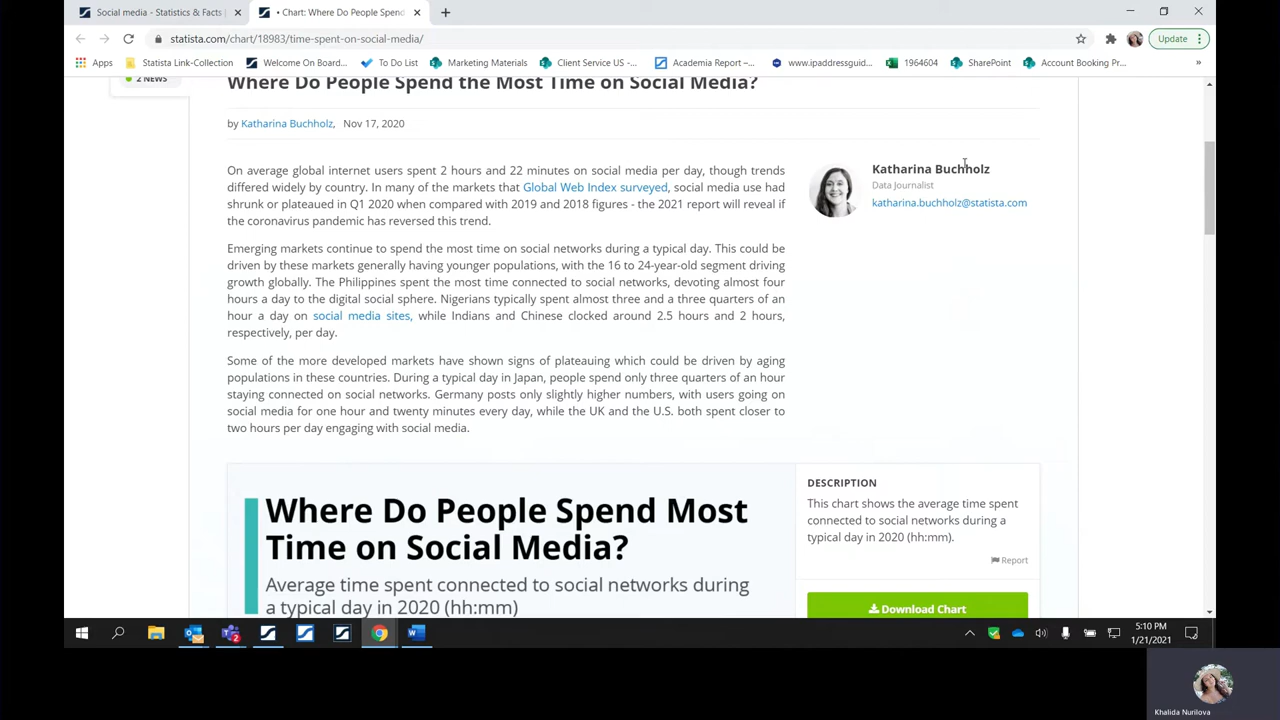 Social media - Statistics & Facts
• Chart: Where Do People Spend
statista.com/chart/18983/time-spent-on-social-media/
Update
Apps
Statista Link-Collection
Welcome On Board...
To Do List
Marketing Materials
Client Service US -...
Academia Report –...
www.ipaddressguid...
1964604
SharePoint
Account Booking Pr...
»
2 NEWS
Where Do People Spend the Most Time on Social Media?
by Katharina Buchholz, Nov 17, 2020
On average global internet users spent 2 hours and 22 minutes on social media per day, though trends
differed widely by country. In many of the markets that Global Web Index surveyed, social media use had
shrunk or plateaued in Q1 2020 when compared with 2019 and 2018 figures - the 2021 report will reveal if
the coronavirus pandemic has reversed this trend.
Emerging markets continue to spend the most time on social networks during a typical day. This could be
driven by these markets generally having younger populations, with the 16 to 24-year-old segment driving
growth globally. The Philippines spent the most time connected to social networks, devoting almost four
hours a day to the digital social sphere. Nigerians typically spent almost three and a three quarters of an
hour a day on social media sites, while Indians and Chinese clocked around 2.5 hours and 2 hours,
respectively, per day.
Some of the more developed markets have shown signs of plateauing which could be driven by aging
populations in these countries. During a typical day in Japan, people spend only three quarters of an hour
staying connected on social networks. Germany posts only slightly higher numbers, with users going on
social media for one hour and twenty minutes every day, while the UK and the U.S. both spent closer to
two hours per day engaging with social media.
Katharina Buchholz
Data Journalist
katharina.buchholz@statista.com
Where Do People Spend Most
Time on Social Media?
Average time spent connected to social networks during
a typical day in 2020 (hh:mm)
DESCRIPTION
This chart shows the average time spent
connected to social networks during a
typical day in 2020 (hh:mm).
Report
Download Chart
5:10 PM
1/21/2021
Khalida Nurilova